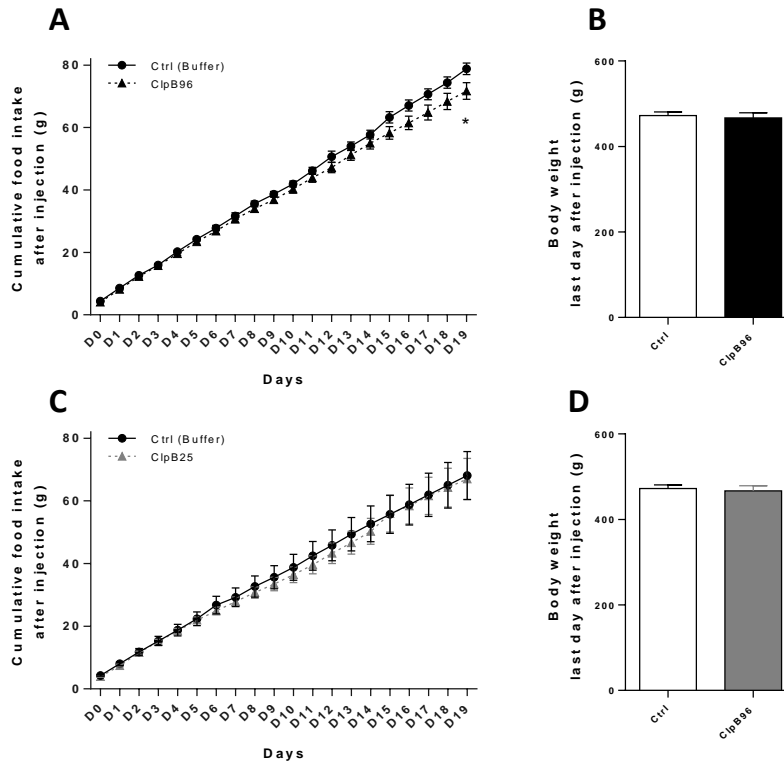 A
Ctrl (Buffer)
ClpB96
80
60
40
20
0
Cumulative food intake
after injection (g)
*
D0 D1 D2 D3 D4 D5 D6 D7 D8 D9 D10 D11 D12 D13 D14 D15 D16 D17 D18 D19
Days
B
600
400
200
0
Body weight
last day after injection (g)
Ctrl
ClpB96
C
Ctrl (Buffer)
ClpB25
80
60
40
20
0
Cumulative food intake
after injection (g)
D0 D1 D2 D3 D4 D5 D6 D7 D8 D9 D10 D11 D12 D13 D14 D15 D16 D17 D18 D19
Days
D
600
400
200
0
Body weight
last day after injection (g)
Ctrl
ClpB96